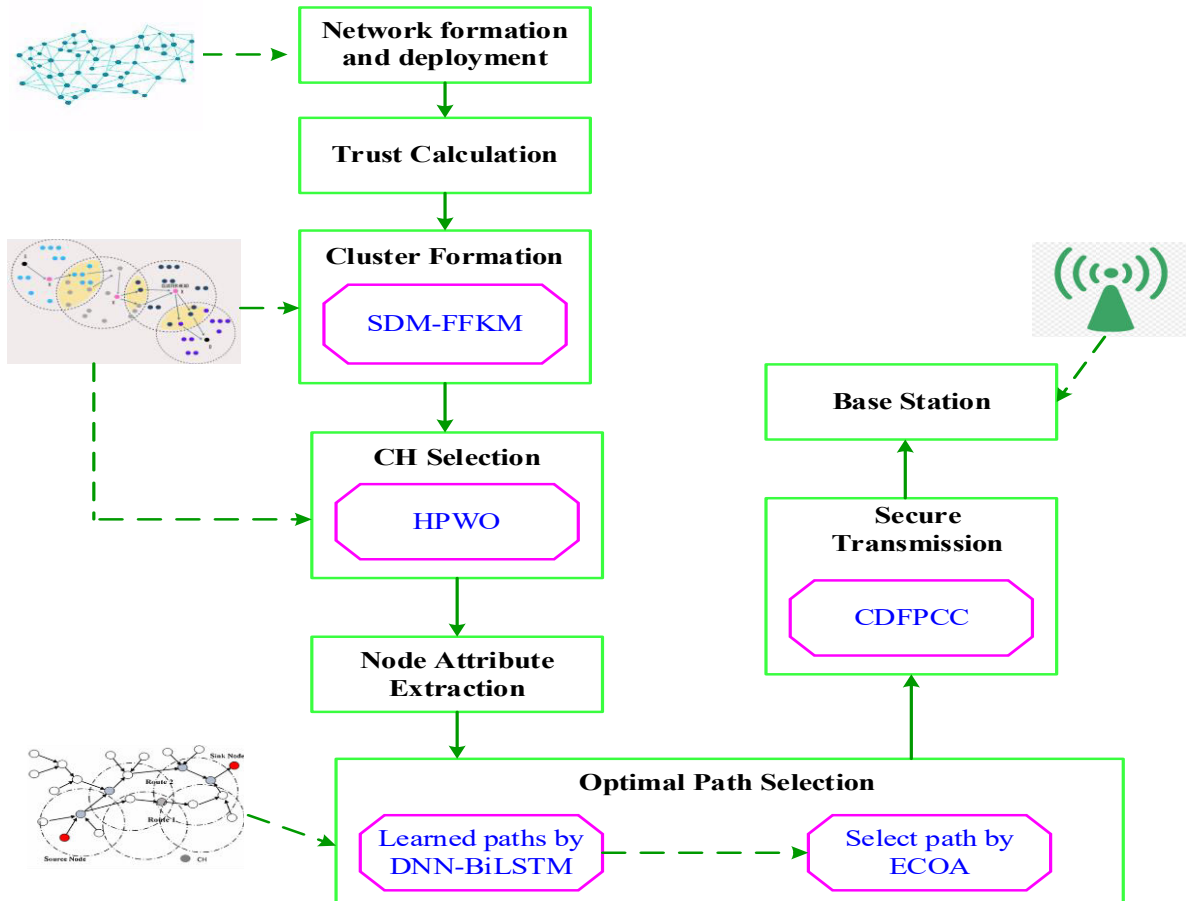 Network formation
and deployment
Trust Calculation
Cluster Formation
SDM-FFKM
CLUSTER HEAD
CH Selection
HPWO
Node Attribute
Extraction
Optimal Path Selection
Learned paths by
DNN-BiLSTM
Select path by
ECOA
Sink Node
Route 2
Route 1
Source Node
CH
Secure
Transmission
CDFPCC
Base Station